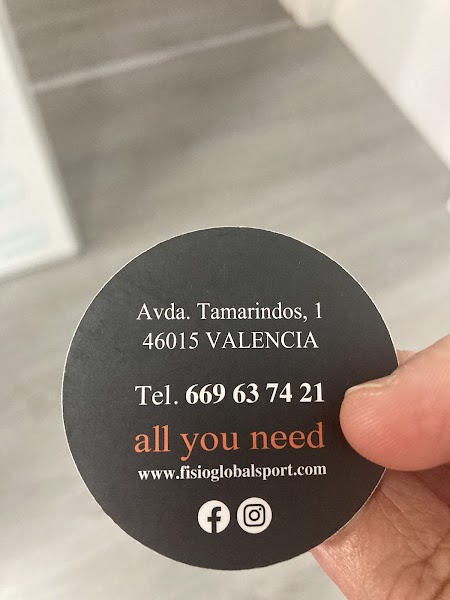 Avda. Tamarindos, 1
46015 VALENCIA
Tel. 669 63 74 21
all you need
www.fisioglobalsport.com